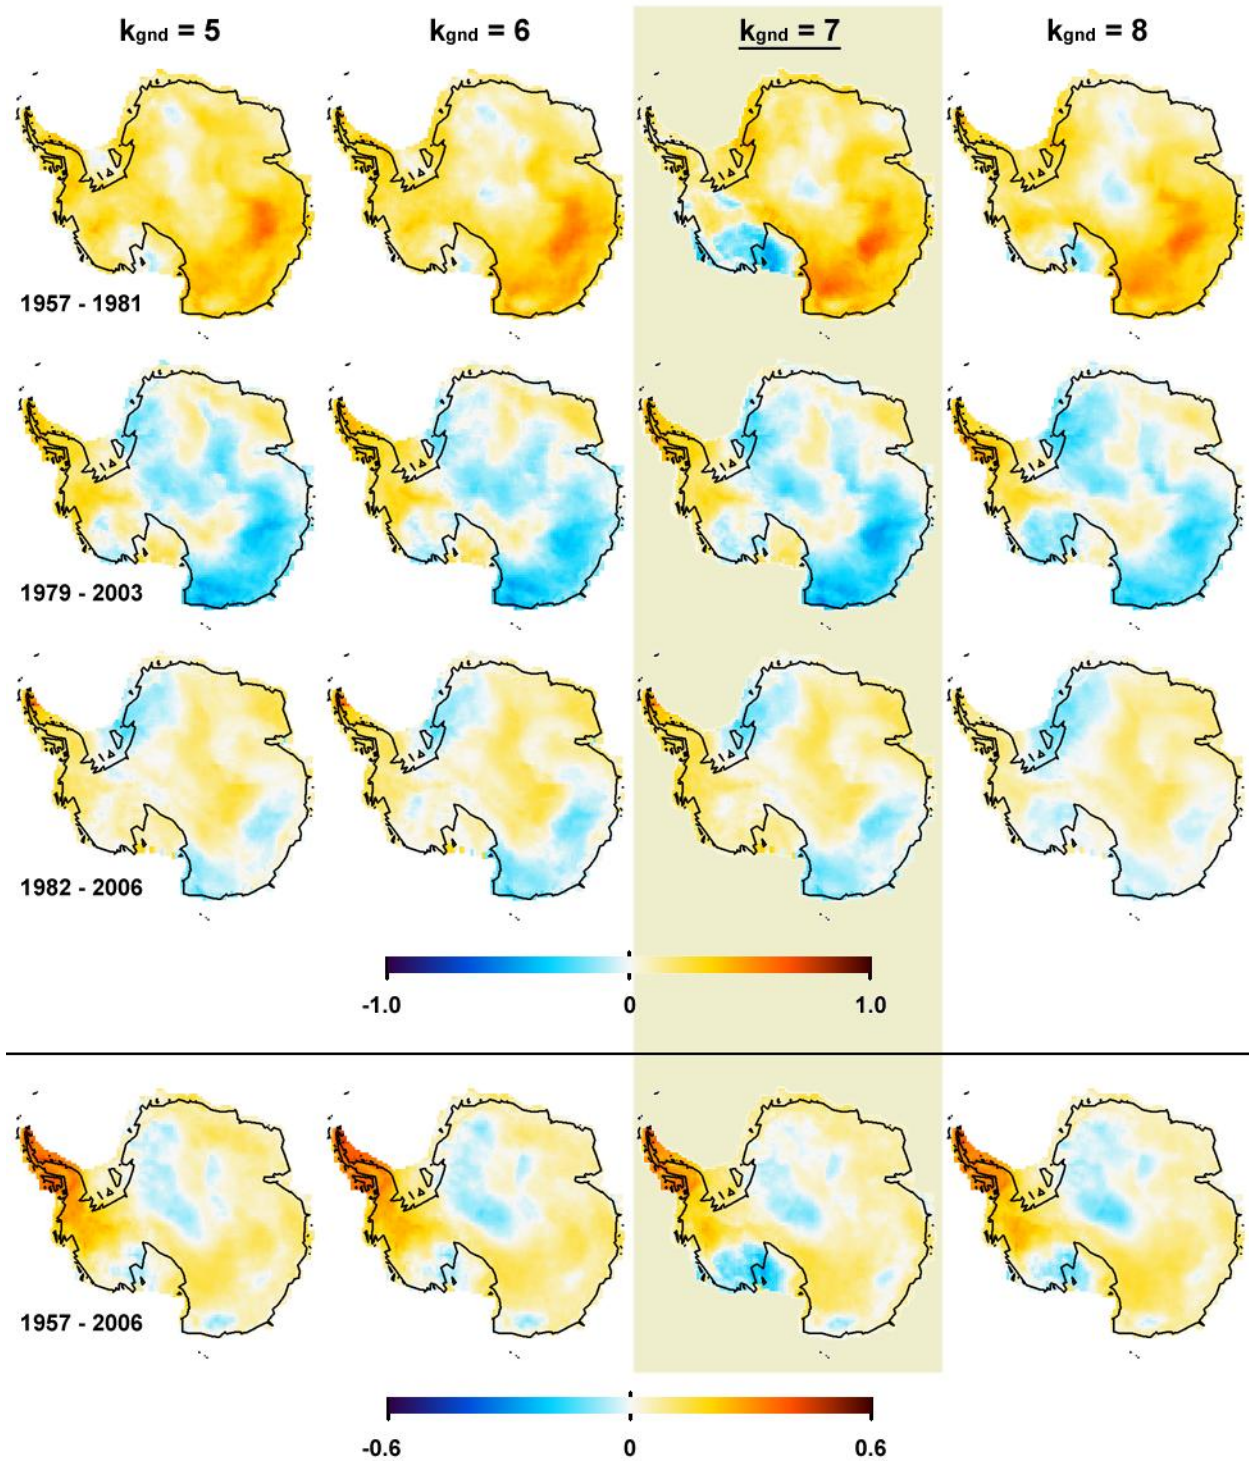 kgnd = 5 kgnd = 6 kgnd = 7 kgnd = 8
1957 - 1981
1979 - 2003
1982 - 2006
-1.0 0 1.0
1957 - 2006
-0.6 0 0.6